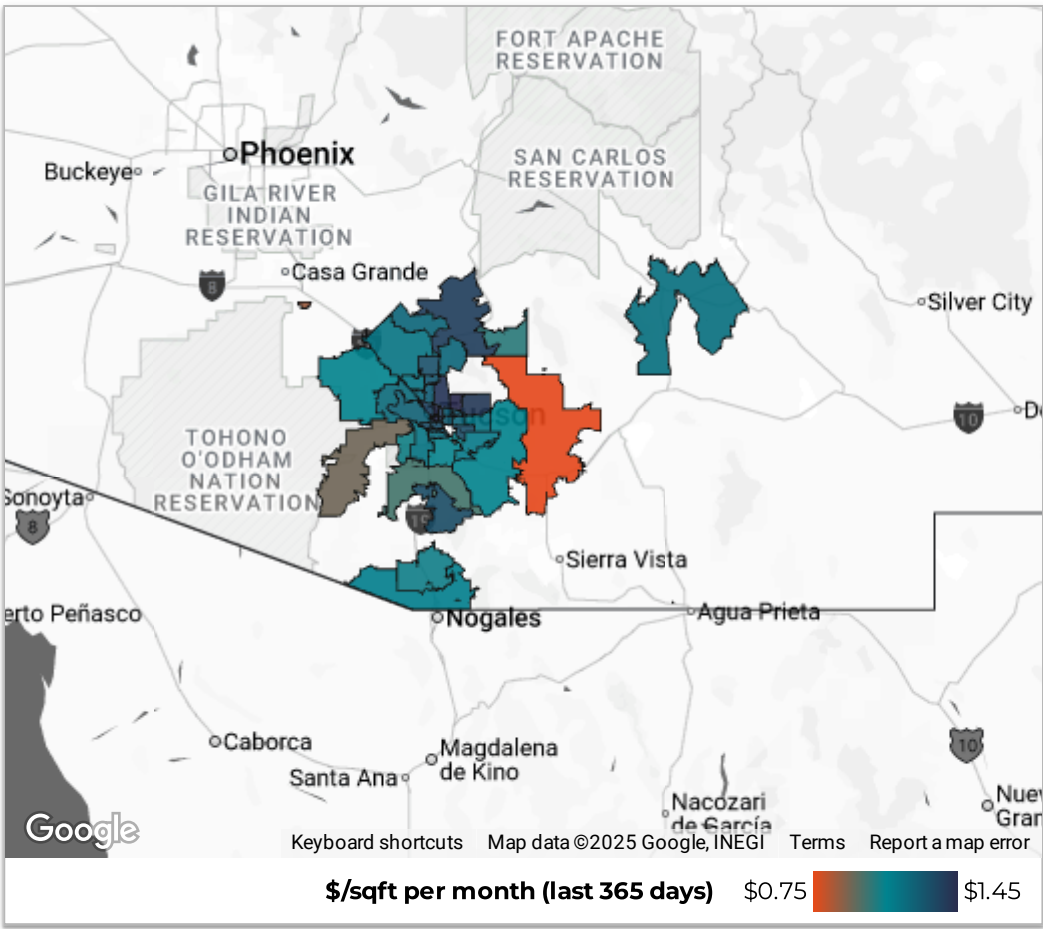 FORT APACHE
RESERVATION
Phoenix
SAN CARLOS
RESERVATION
Buckeye
GILA RIVER
INDIAN
RESERVATION
Casa Grande
8
Silver City
10
Tucson
TOHONO
O'ODHAM
NATION
RESERVATION
Sonoyta
8
19
Sierra Vista
erto Peñasco
Nogales
Agua Prieta
Caborca
Magdalena
de Kino
10
Santa Ana
Nacozari
de García
Google
Keyboard shortcuts Map data ©2025 Google, INEGI Terms Report a map error
$/sqft per month (last 365 days) $0.75 $1.45